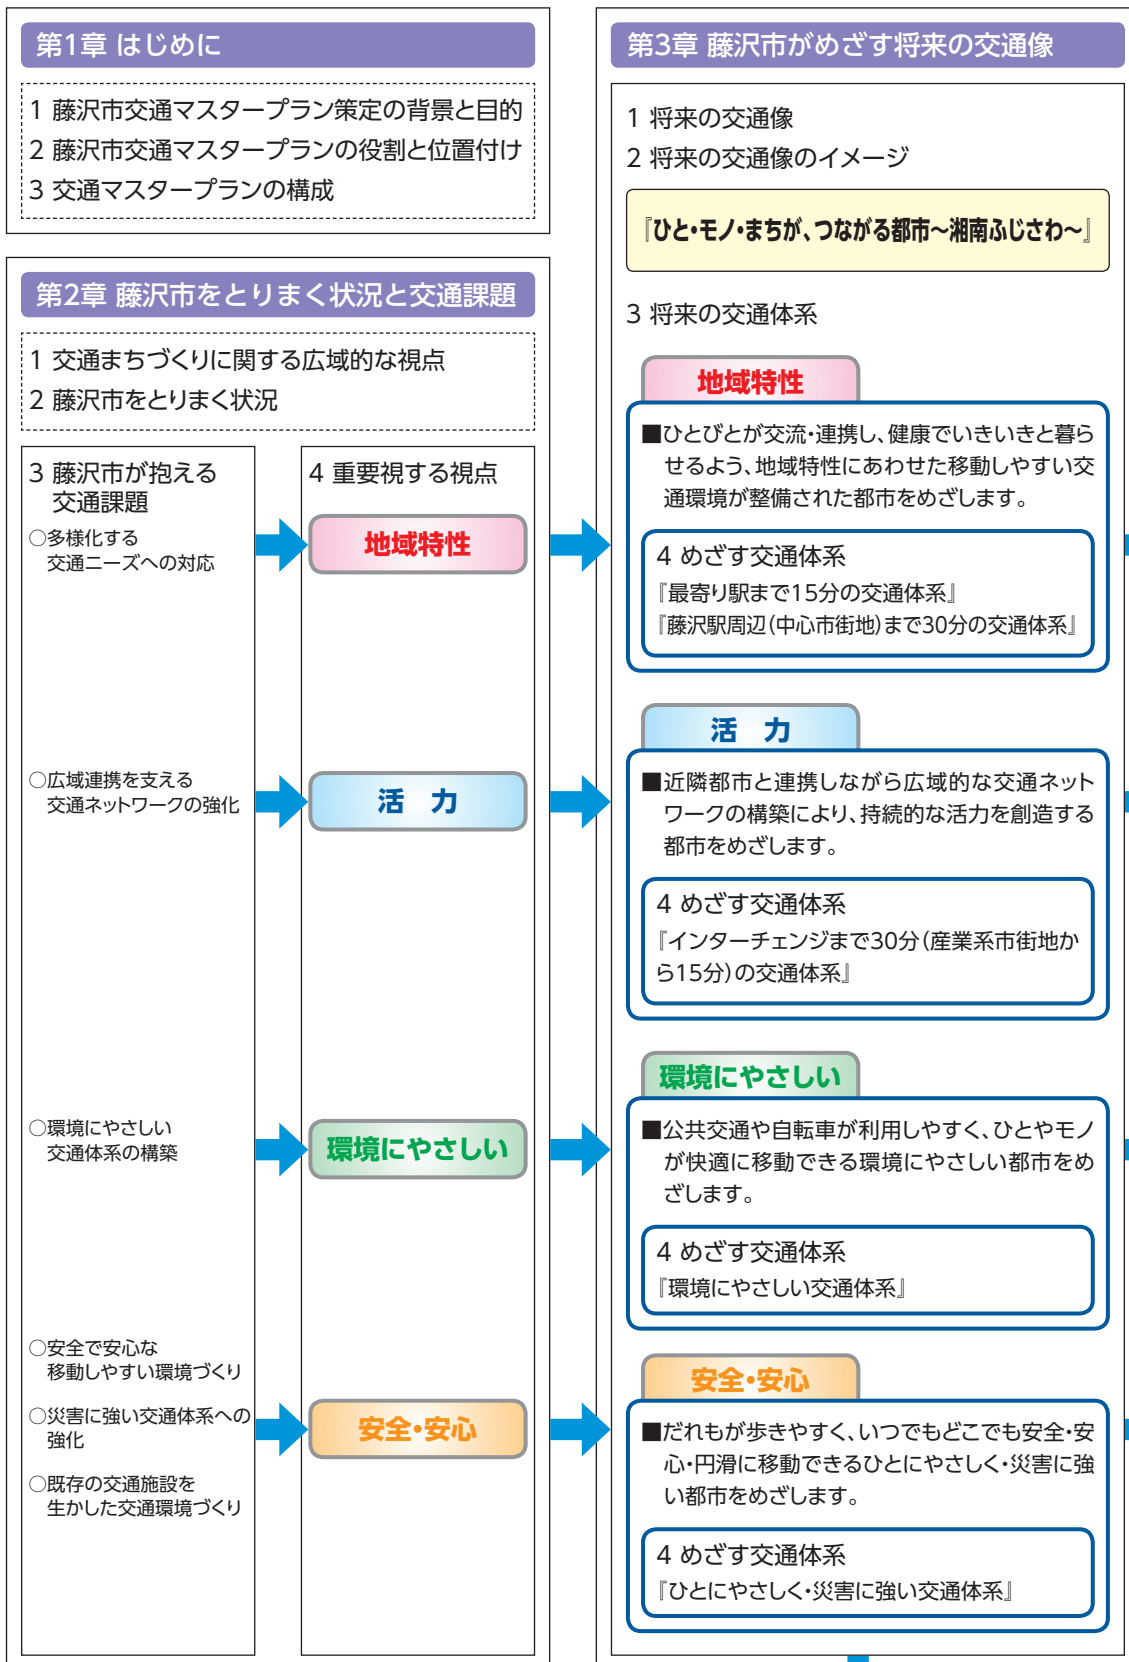 第1章 はじめに
1 藤沢市交通マスタープラン策定の背景と目的
2 藤沢市交通マスタープランの役割と位置付け
3 交通マスタープランの構成
第2章 藤沢市をとりまく状況と交通課題
1 交通まちづくりに関する広域的な視点
2 藤沢市をとりまく状況
3 藤沢市が抱える
交通課題
○多様化する
交通ニーズへの対応
○広域連携を支える
交通ネットワークの強化
○環境にやさしい
交通体系の構築
○安全で安心な
移動しやすい環境づくり
○災害に強い交通体系への
強化
○既存の交通施設を
生かした交通環境づくり
4 重要視する視点
地域特性
活 力
環境にやさしい
安全・安心
第3章 藤沢市がめざす将来の交通像
1 将来の交通像
2 将来の交通像のイメージ
『ひと・モノ・まちが、つながる都市～湘南ふじさわ～』
3 将来の交通体系
地域特性
■ひとびとが交流・連携し、健康でいきいきと暮ら
せるよう、地域特性にあわせた移動しやすい交
通環境が整備された都市をめざします。
4 めざす交通体系
『最寄り駅まで15分の交通体系』
『藤沢駅周辺(中心市街地)まで30分の交通体系』
活 力
■近隣都市と連携しながら広域的な交通ネット
ワークの構築により、持続的な活力を創造する
都市をめざします。
4 めざす交通体系
『インターチェンジまで30分(産業系市街地か
ら15分)の交通体系』
環境にやさしい
■公共交通や自転車が利用しやすく、ひとやモノ
が快適に移動できる環境にやさしい都市をめ
ざします。
4 めざす交通体系
『環境にやさしい交通体系』
安全・安心
■だれもが歩きやすく、いつでもどこでも安全・安
心・円滑に移動できるひとにやさしく・災害に強
い都市をめざします。
4 めざす交通体系
『ひとにやさしく・災害に強い交通体系』